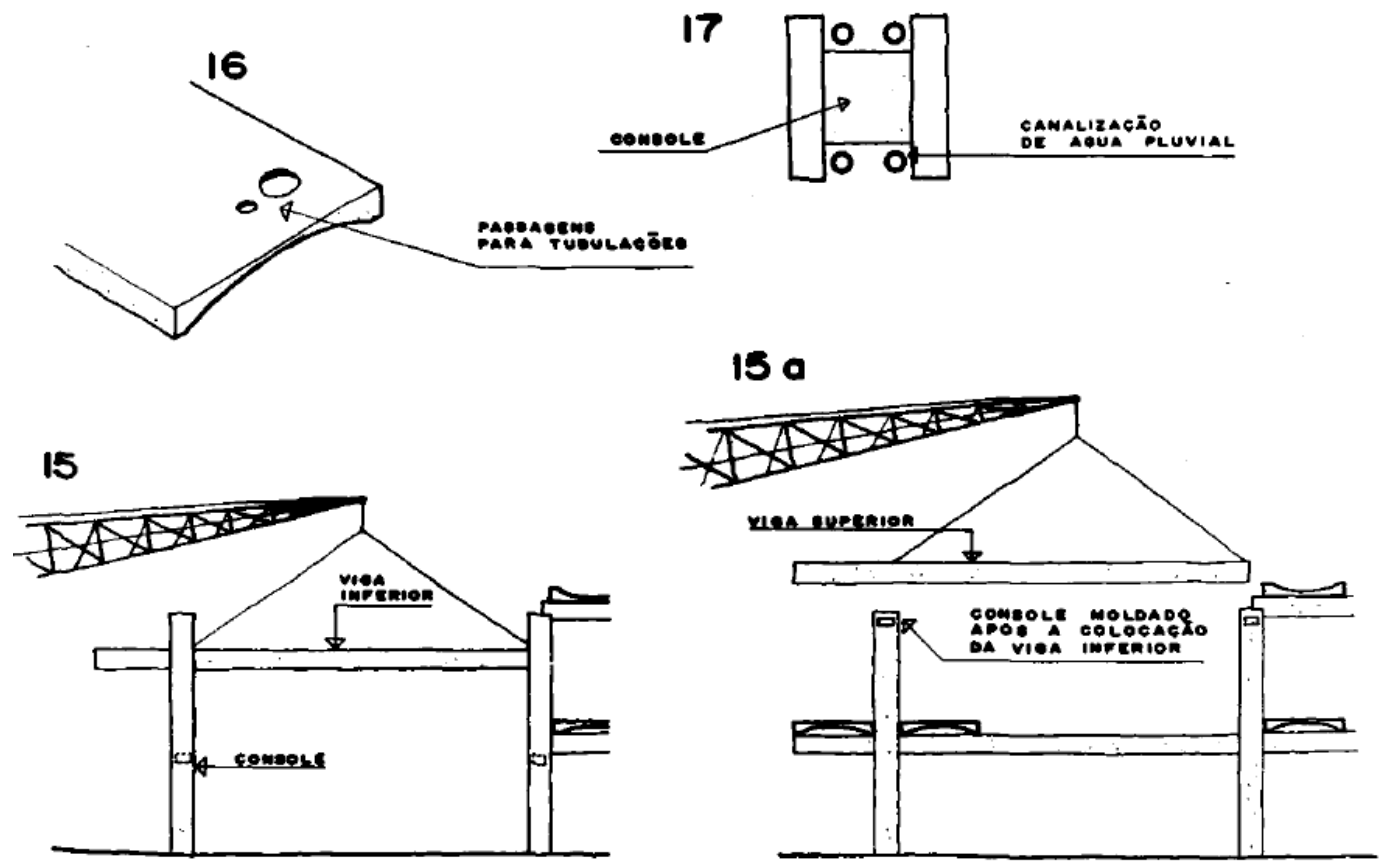 16
PASSAGENS
PARA TUBULAÇÕES
17
CONSOLE
CANALIZAÇÃO
DE AGUA PLUVIAL
15
VIGA
INFERIOR
CONSOLE
15 a
VIGA SUPERIOR
CONSOLE MOLDADO
APOS A COLOCAÇÃO
DA VIGA INFERIOR